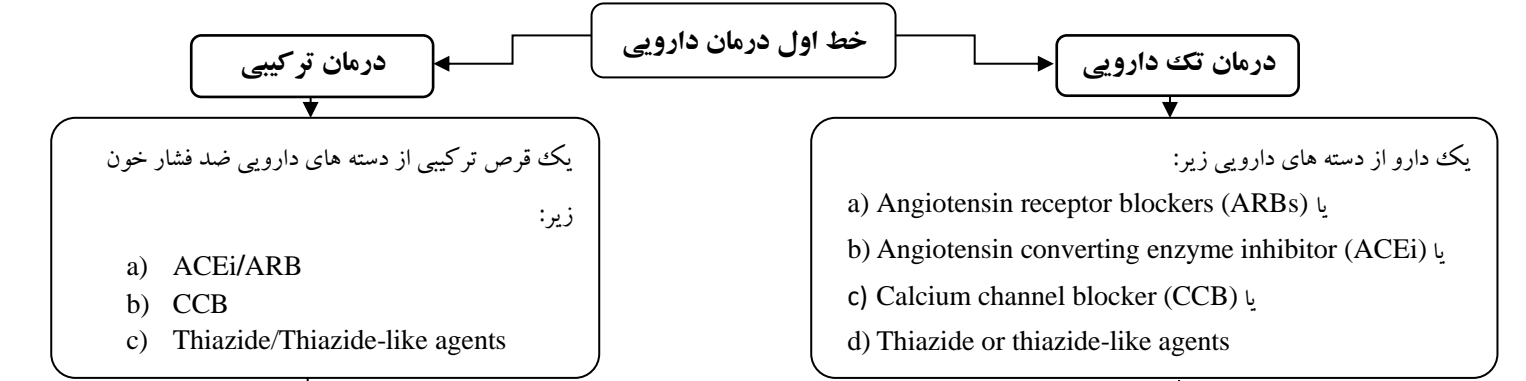 خط اول درمان دارویی
درمان تک دارویی
درمان ترکیبی
یک دارو از دسته های دارویی زیر:
a) Angiotensin receptor blockers (ARBs) یا
b) Angiotensin converting enzyme inhibitor (ACEi) یا
c) Calcium channel blocker (CCB) یا
d) Thiazide or thiazide-like agents
یک قرص ترکیبی از دسته های دارویی ضد فشار خون
زیر:
a) ACEi/ARB
b) CCB
c) Thiazide/Thiazide-like agents